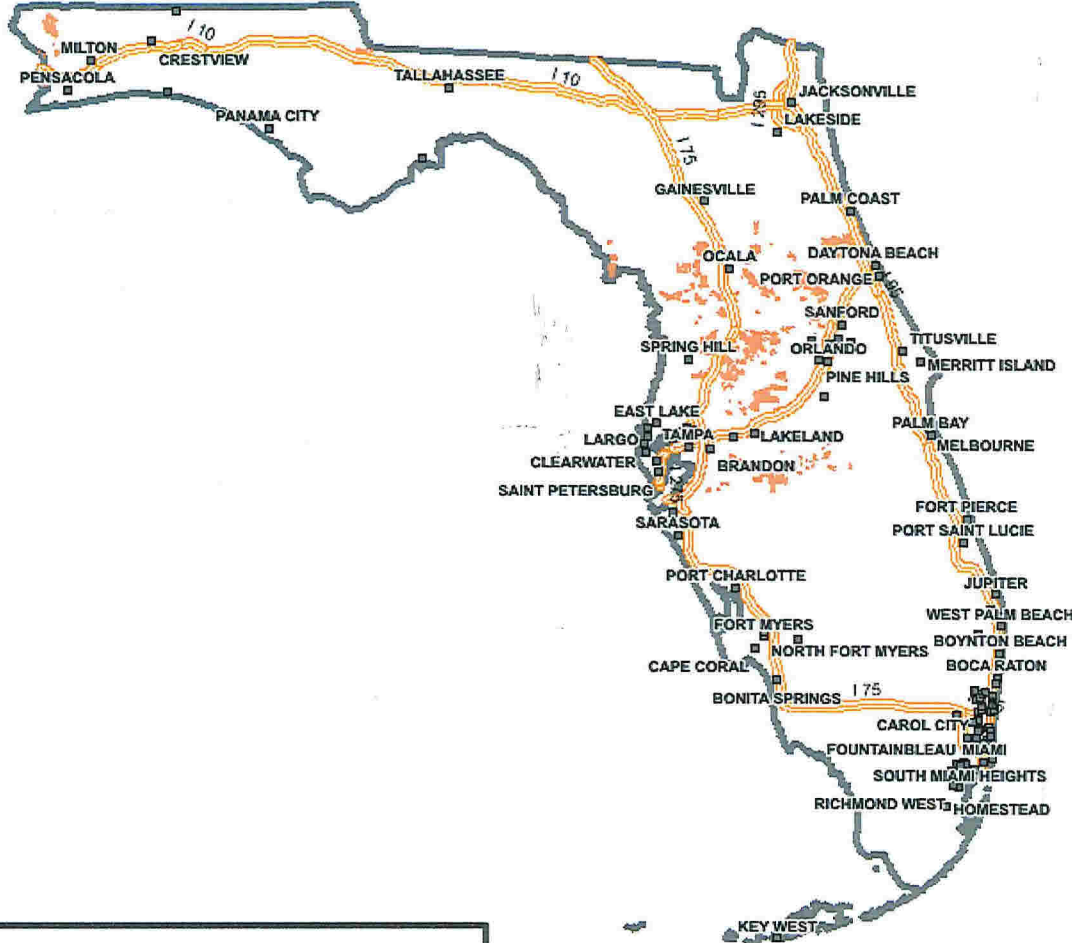 I 10
MILTON
CRESTVIEW
PENSACOLA
TALLAHASSEE
I 10
PANAMA CITY
JACKSONVILLE
I 295
LAKESIDE
I 75
GAINESVILLE
PALM COAST
OCALA
DAYTONA BEACH
PORT ORANGE
I 95
SANFORD
SPRING HILL
ORLANDO
TITUSVILLE
MERRITT ISLAND
PINE HILLS
EAST LAKE
PALM BAY
LARGO
TAMPA
LAKELAND
MELBOURNE
CLEARWATER
BRANDON
SAINT PETERSBURG
275
FORT PIERCE
SARASOTA
PORT SAINT LUCIE
PORT CHARLOTTE
JUPITER
WEST PALM BEACH
FORT MYERS
BOYNTON BEACH
NORTH FORT MYERS
CAPE CORAL
BOCA RATON
BONITA SPRINGS
I 75
CAROL CITY
FOUNTAINBLEAU
MIAMI
SOUTH MIAMI HEIGHTS
RICHMOND WEST
HOMESTEAD
KEY WEST